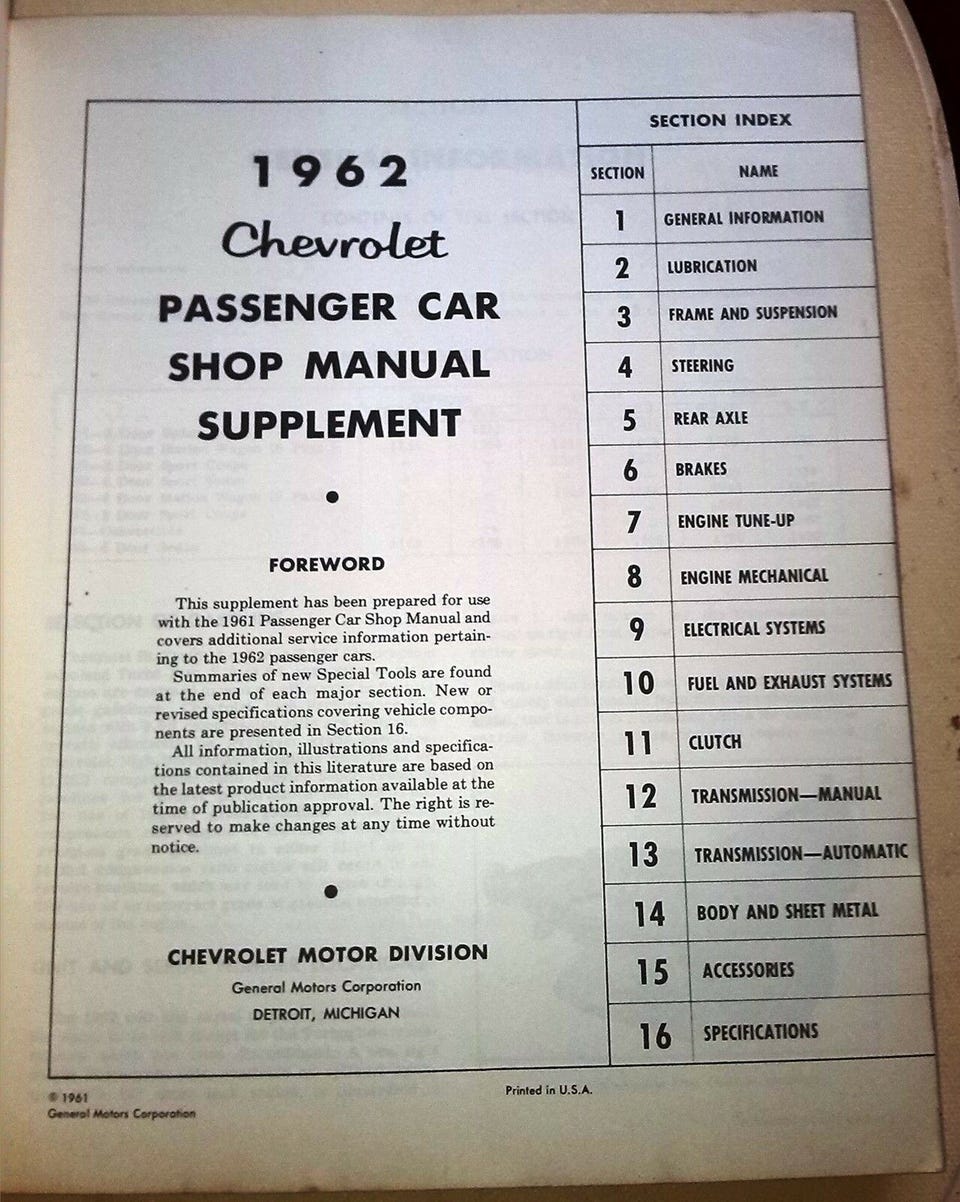 1962
Chevrolet
PASSENGER CAR
SHOP MANUAL
SUPPLEMENT
FOREWORD
This supplement has been prepared for use
with the 1961 Passenger Car Shop Manual and
covers additional service information pertain-
ing to the 1962 passenger cars.
Summaries of new Special Tools are found
at the end of each major section. New or
revised specifications covering vehicle compo-
nents are presented in Section 16.
All information, illustrations and specifica-
tions contained in this literature are based on
the latest product information available at the
time of publication approval. The right is re-
served to make changes at any time without
notice.
CHEVROLET MOTOR DIVISION
General Motors Corporation
DETROIT, MICHIGAN
SECTION INDEX
SECTION NAME
1 GENERAL INFORMATION
2 LUBRICATION
3 FRAME AND SUSPENSION
4 STEERING
5 REAR AXLE
6 BRAKES
7 ENGINE TUNE-UP
8 ENGINE MECHANICAL
9 ELECTRICAL SYSTEMS
10 FUEL AND EXHAUST SYSTEMS
11 CLUTCH
12 TRANSMISSION—MANUAL
13 TRANSMISSION—AUTOMATIC
14 BODY AND SHEET METAL
15 ACCESSORIES
16 SPECIFICATIONS
© 1961
General Motors Corporation
Printed in U.S.A.